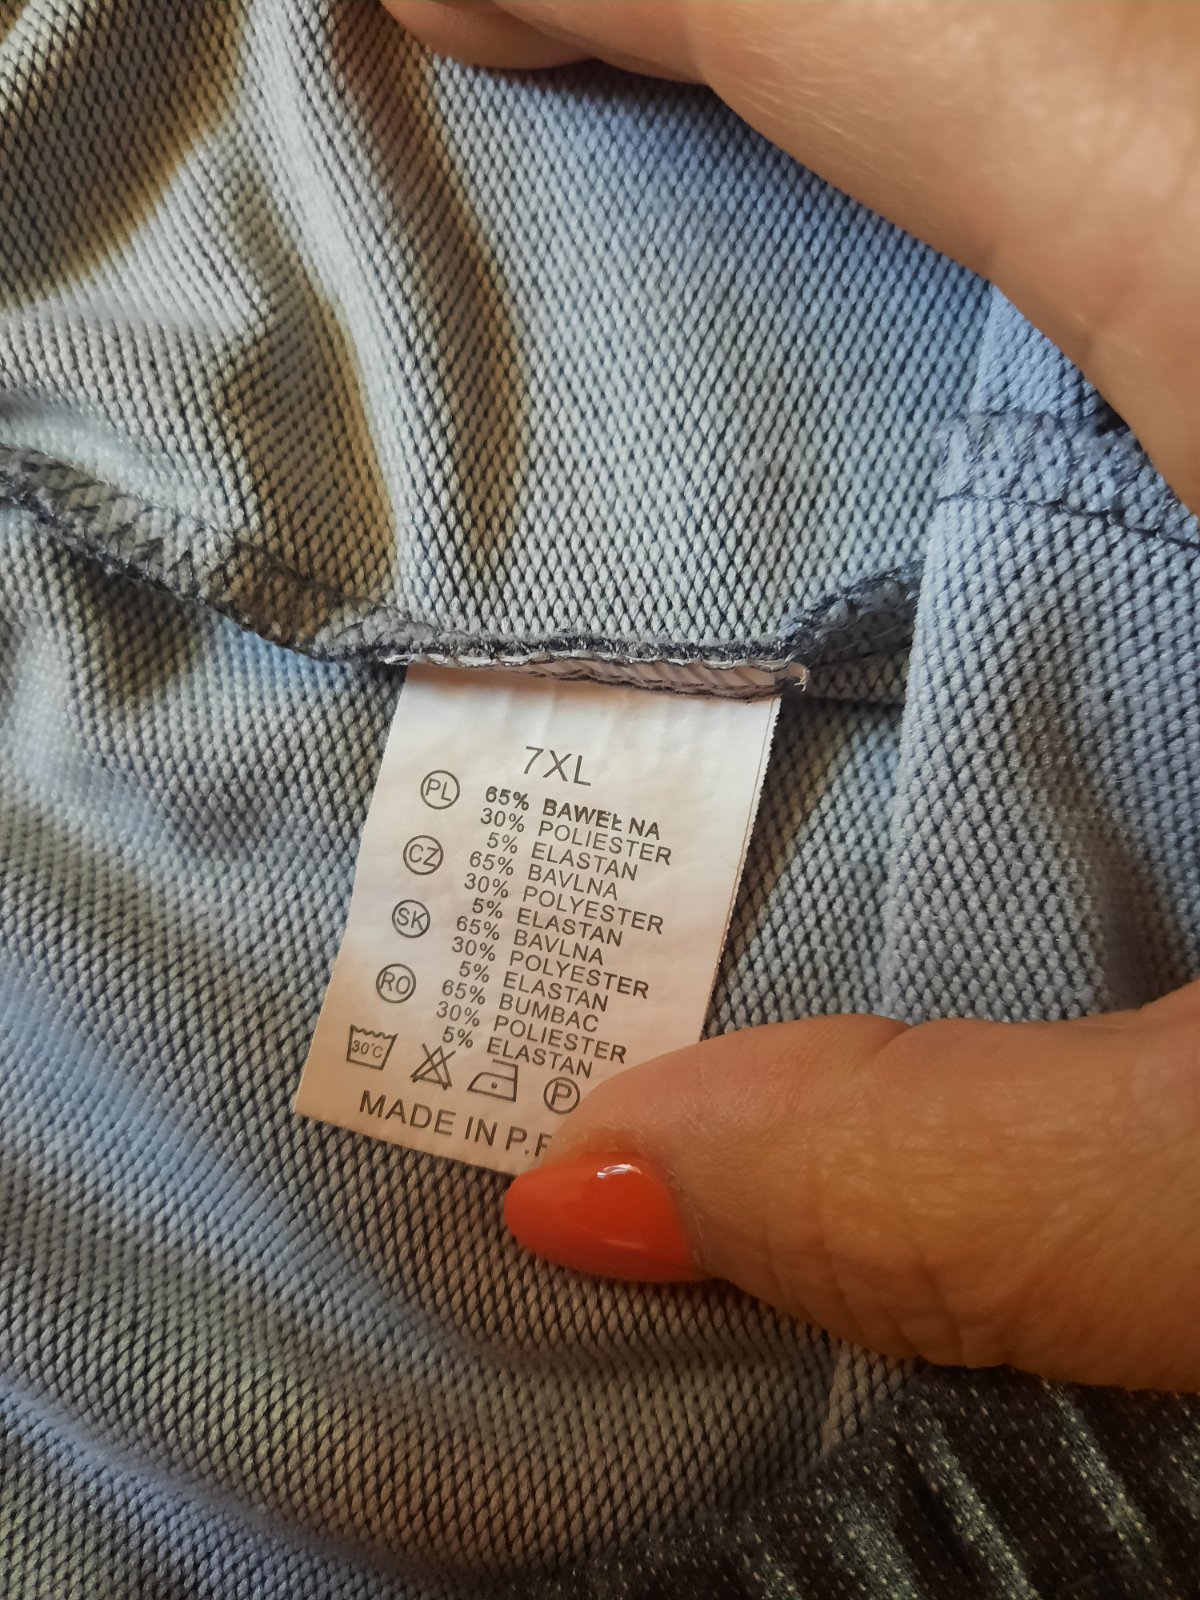 7XL
PL 65% BAWEŁNA
30% POLIESTER
5% ELASTAN
CZ 65% BAVLNA
30% POLYESTER
5% ELASTAN
SK 65% BAVLNA
30% POLYESTER
5% ELASTAN
RO 65% BUMBAC
30% POLIESTER
5% ELASTAN
30°C P
MADE IN